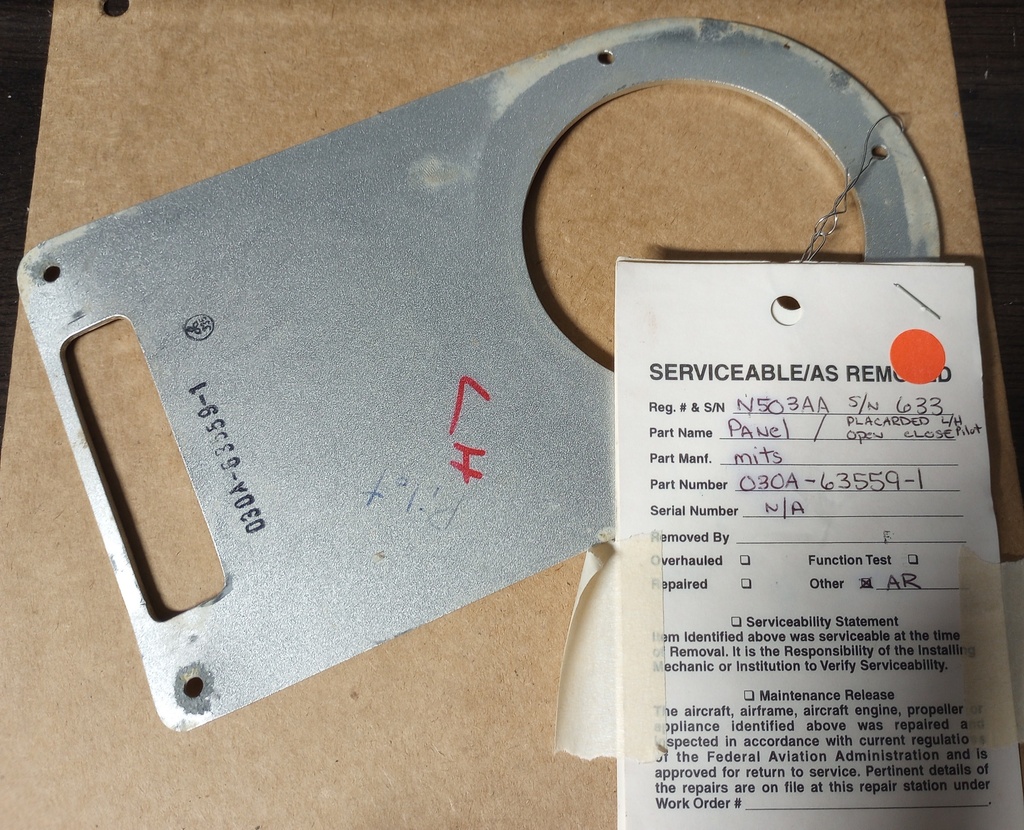 030A-63559-1
LH
Pilot
SERVICEABLE/AS REMOVED
Reg. # & S/N N503AA S/N 633
Part Name PANEL / PLACARDED L/H Pilot
OPEN CLOSE
Part Manf. mits
Part Number 030A-63559-1
Serial Number N/A
Removed By
Overhauled ☐ Function Test ☐
Repaired ☐ Other ☒ AR
☐ Serviceability Statement
Item Identified above was serviceable at the time
of Removal. It is the Responsibility of the Installing
Mechanic or Institution to Verify Serviceability.
☐ Maintenance Release
The aircraft, airframe, aircraft engine, propeller or
appliance identified above was repaired and
inspected in accordance with current regulations
of the Federal Aviation Administration and is
approved for return to service. Pertinent details of
the repairs are on file at this repair station under
Work Order #